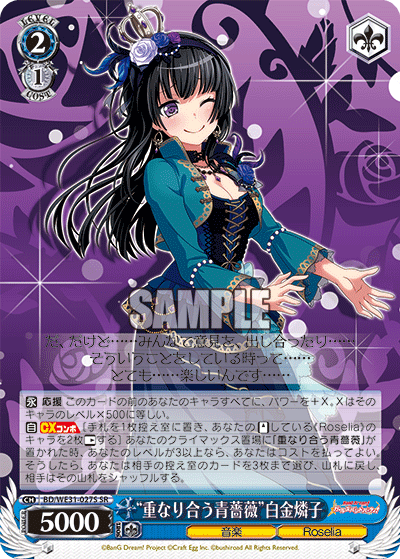 LEVEL
2
1
COST
SAMPLE
だ、だけど……みんなで意見を、出し合ったり……
そういうことをしている時って……
とても……楽しいんです……
永 応援 このカードの前のあなたのキャラすべてに、パワーを＋X。Xはそのキャラのレベル×500に等しい。
自 CXコンボ ［手札を1枚控え室に置き、あなたの している《Roselia》のキャラを2枚 する］ あなたのクライマックス置場に「重なり合う青薔薇」が置かれた時、あなたのレベルが3以上なら、あなたはコストを払ってよい。そうしたら、あなたは相手の控え室のカードを3枚まで選び、山札に戻し、相手はその山札をシャッフルする。
CH BD/WE31-027S SR
POWER
5000
“重なり合う青薔薇”白金燐子
音楽
Roselia
©BanG Dream! Project ©Craft Egg Inc. ©bushiroad All Rights Reserved.